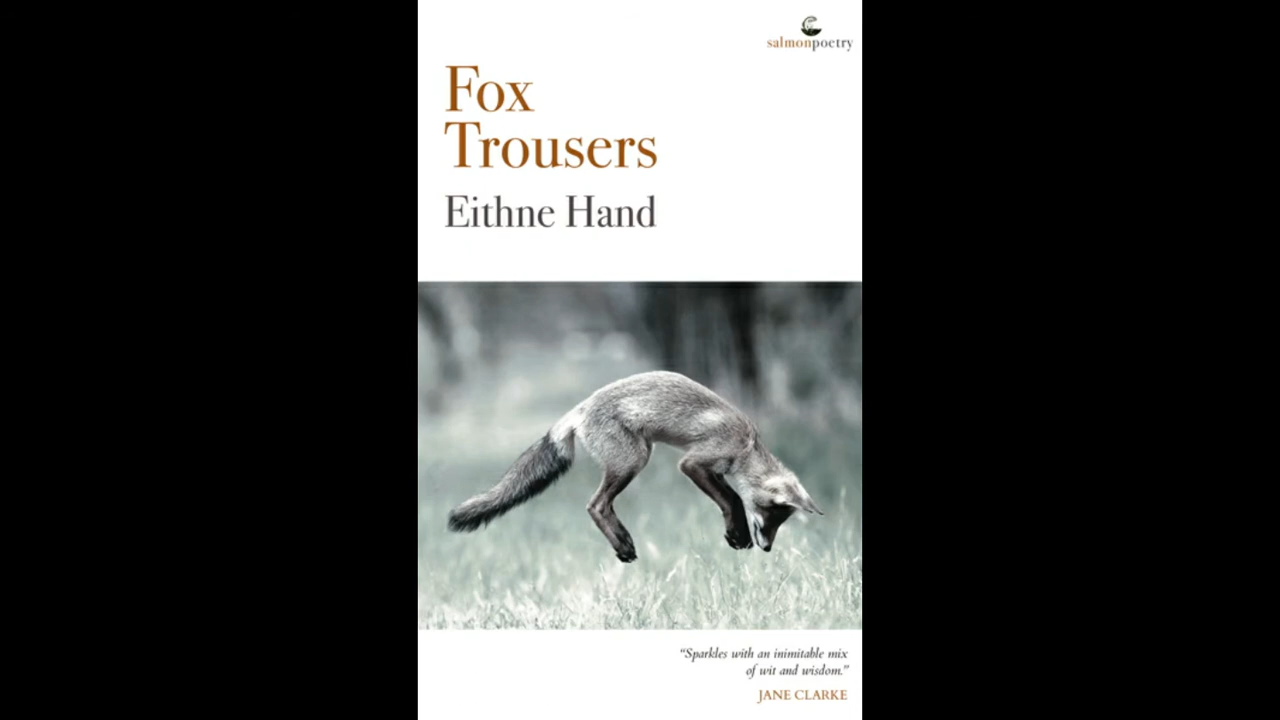 salmonpoetry
Fox
Trousers
Eithne Hand
“Sparkles with an inimitable mix
of wit and wisdom.”
JANE CLARKE